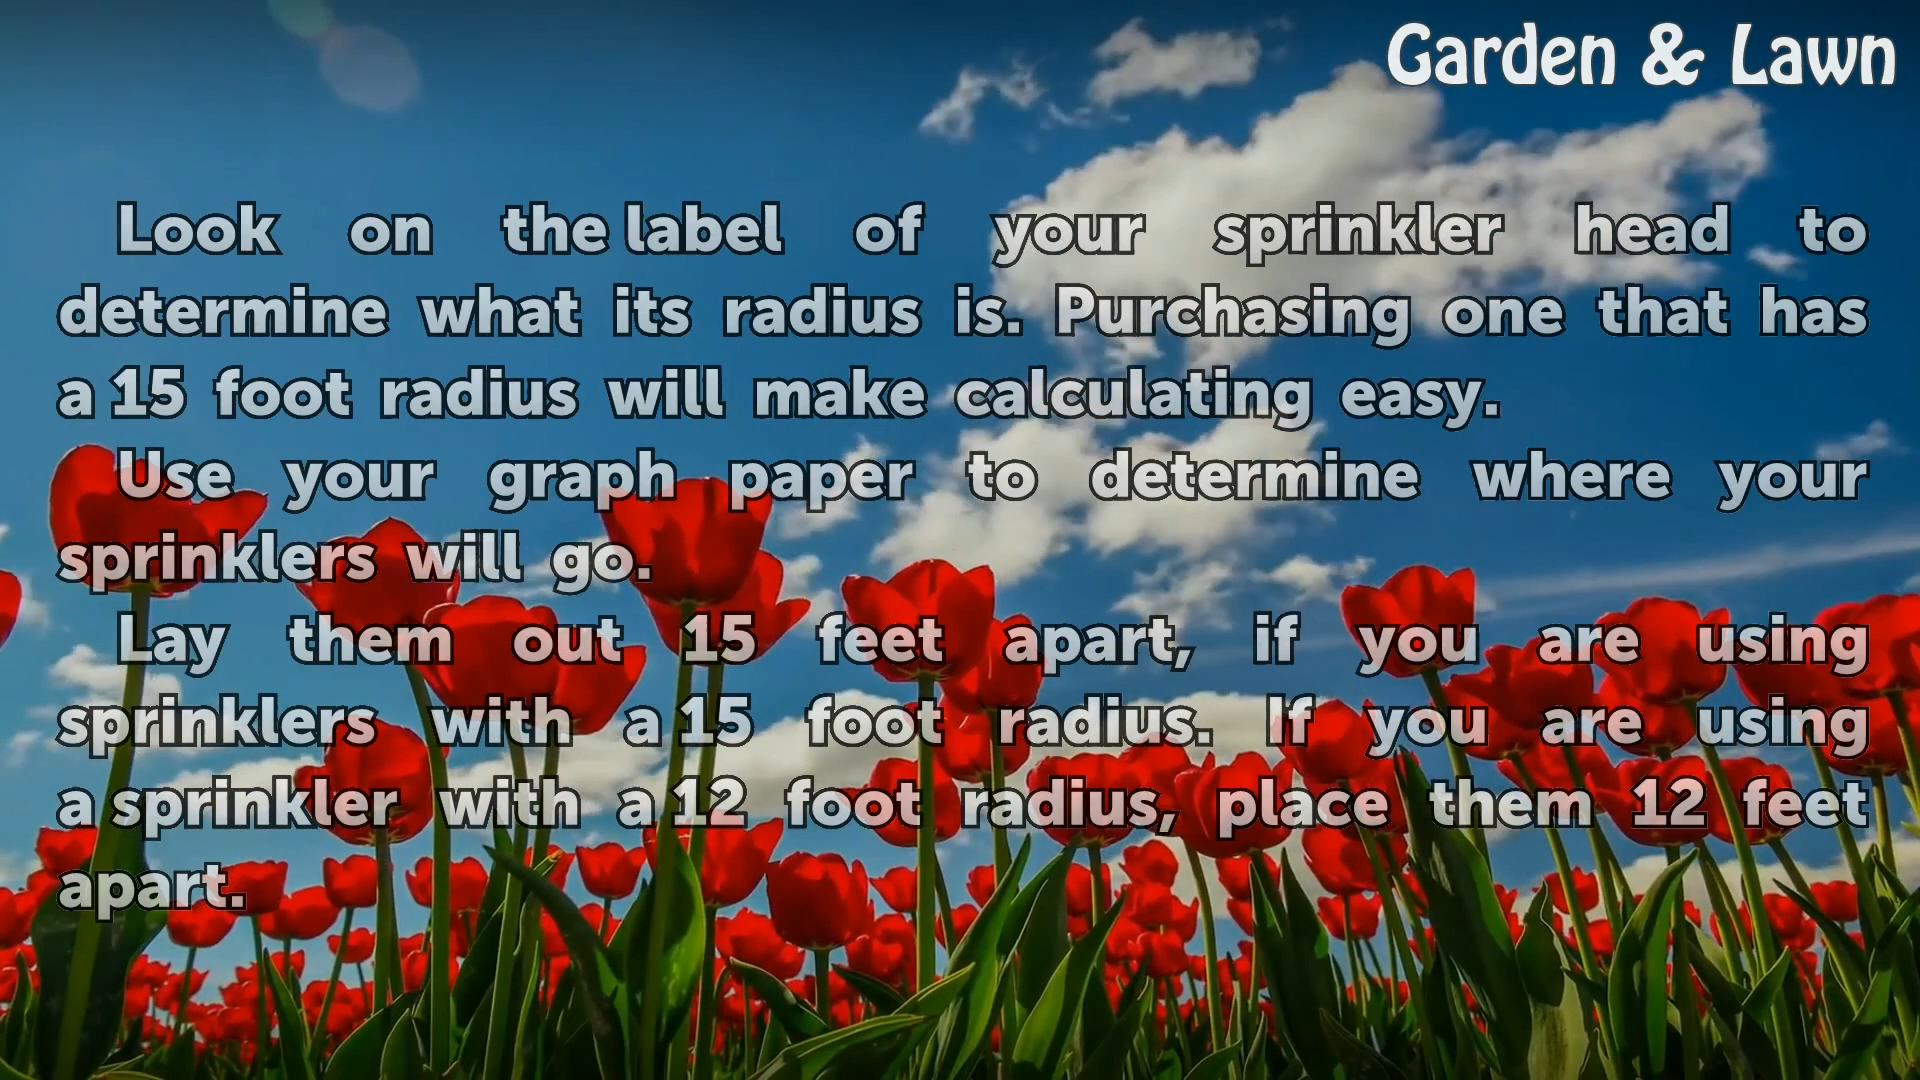 Garden & Lawn
Look on the label of your sprinkler head to
determine what its radius is. Purchasing one that has
a 15 foot radius will make calculating easy.
Use your graph paper to determine where your
sprinklers will go.
Lay them out 15 feet apart, if you are using
sprinklers with a 15 foot radius. If you are using
a sprinkler with a 12 foot radius, place them 12 feet
apart.